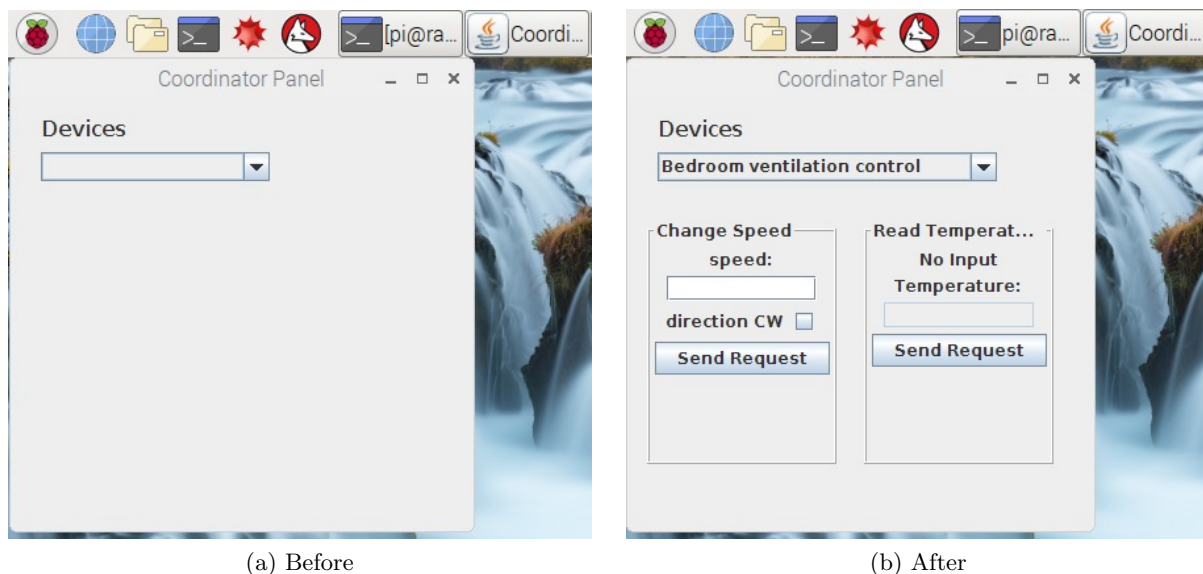 [pi@ra...
Coordi...
Coordinator Panel
Devices
(a) Before
pi@ra...
Coordi...
Coordinator Panel
Devices
Bedroom ventilation control
Change Speed
speed:
direction CW
Send Request
Read Temperat...
No Input
Temperature:
Send Request
(b) After